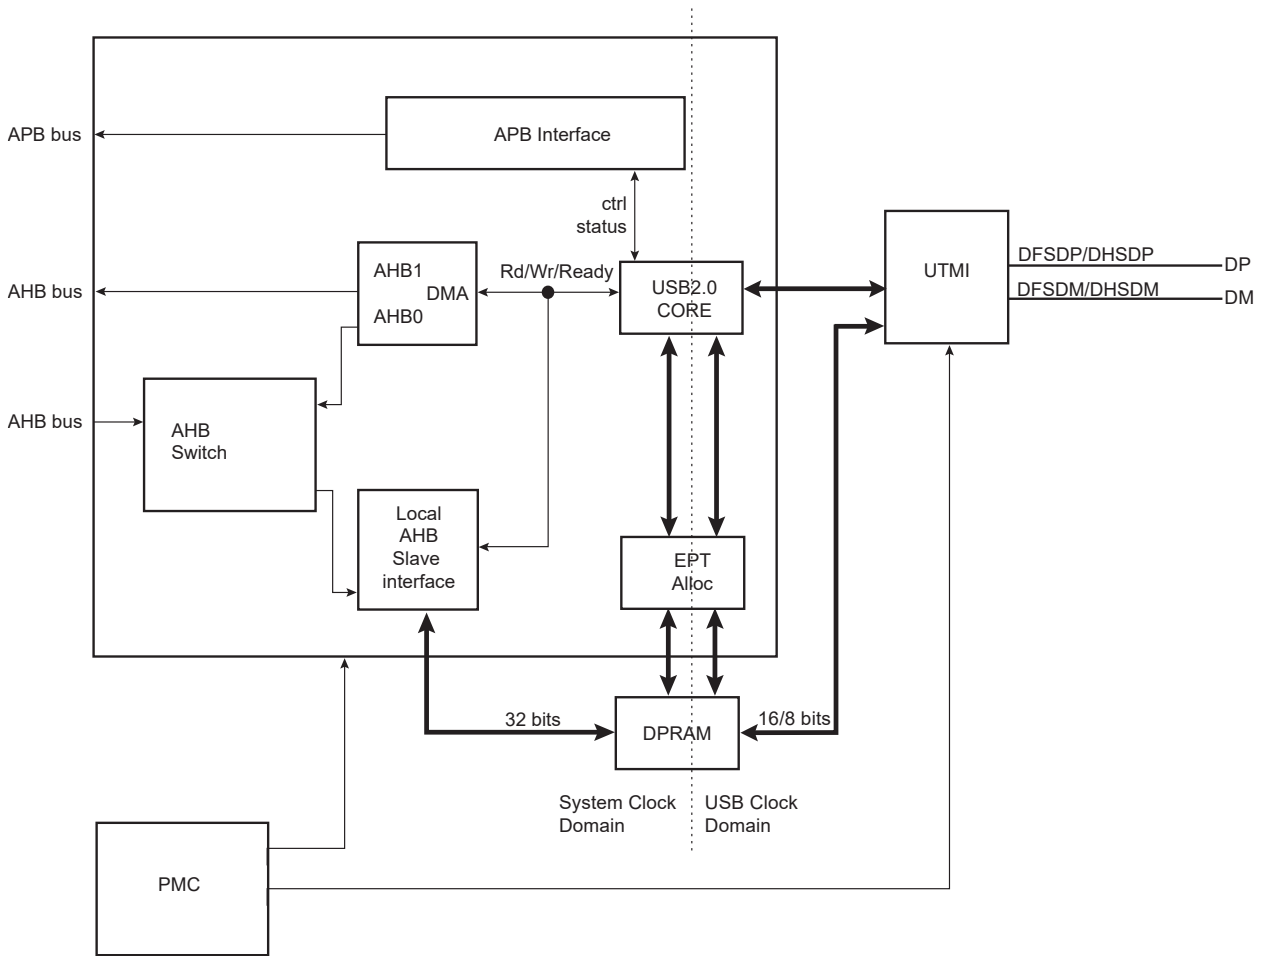 APB bus
APB Interface
ctrl
status
AHB bus
AHB1
DMA
AHB0
Rd/Wr/Ready
USB2.0
CORE
UTMI
DFSDP/DHSDP
DP
DFSDM/DHSDM
DM
AHB bus
AHB
Switch
Local
AHB
Slave
interface
EPT
Alloc
32 bits
DPRAM
16/8 bits
System Clock
Domain
USB Clock
Domain
PMC